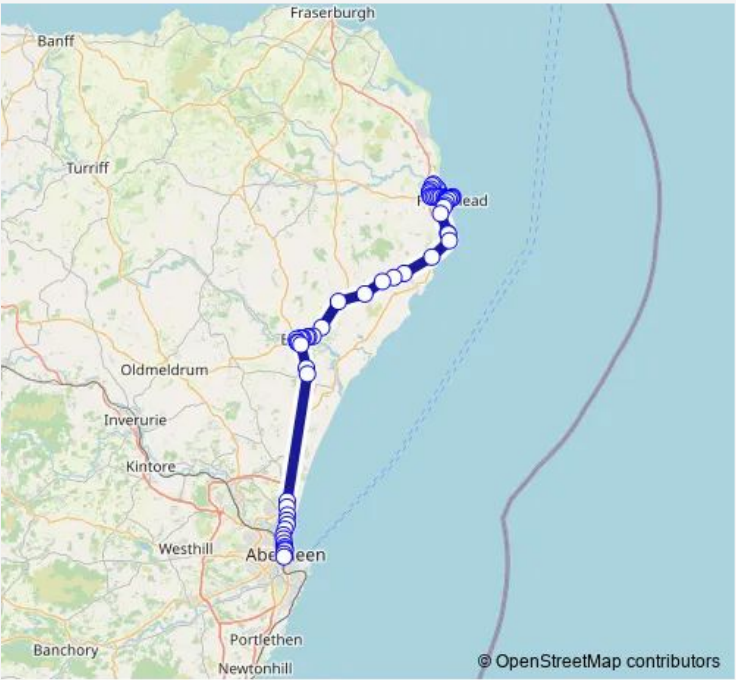 Fraserburgh
Banff
Turriff
Oldmeldrum
Inverurie
Kintore
Westhill
Banchory
Portlethen
Newtonhill
© OpenStreetMap contributors